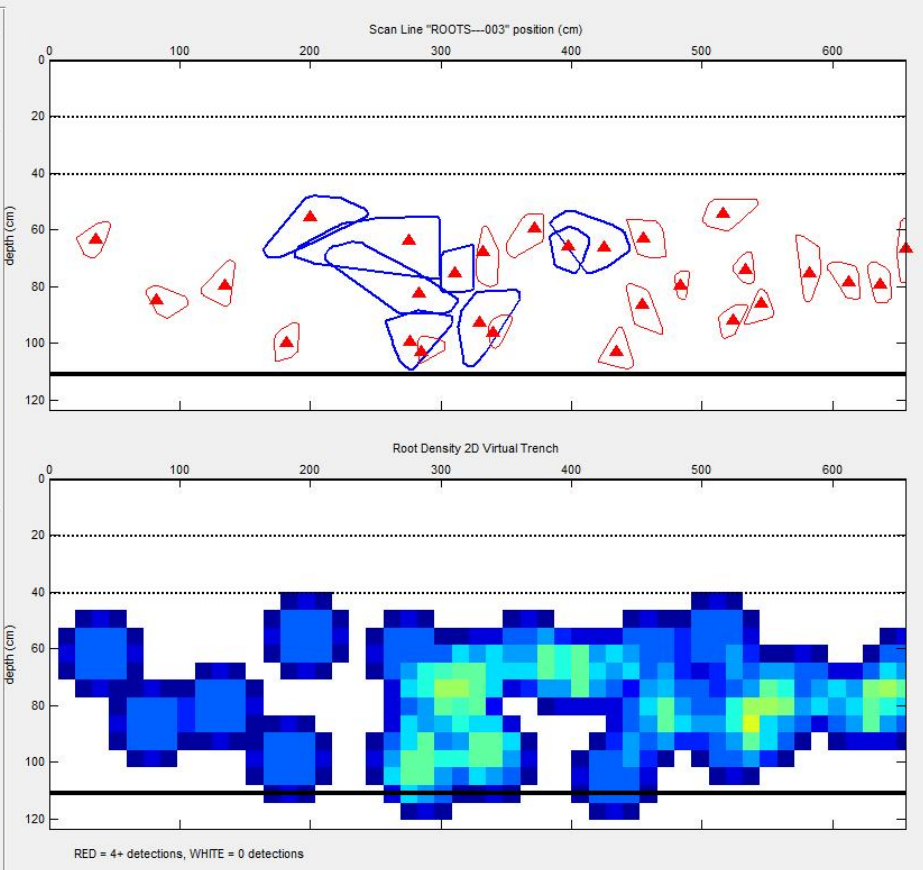 Scan Line "ROOTS---003" position (cm)
0 100 200 300 400 500 600
0
20
40
60
80
100
120
depth (cm)
Root Density 2D Virtual Trench
0 100 200 300 400 500 600
0
20
40
60
80
100
120
depth (cm)
RED = 4+ detections, WHITE = 0 detections